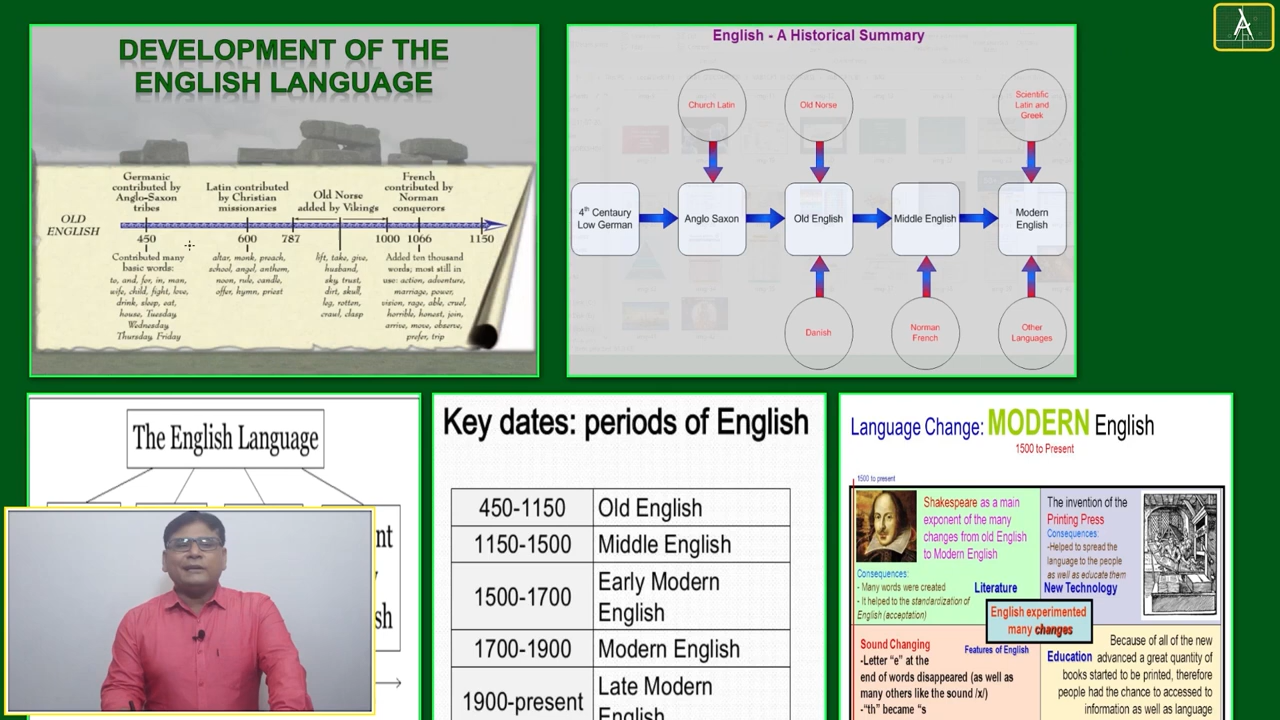 DEVELOPMENT OF THE
ENGLISH LANGUAGE
OLD
ENGLISH
Germanic
contributed by
Anglo-Saxon
tribes
Latin contributed
by Christian
missionaries
Old Norse
added by Vikings
French
contributed by
Norman
conquerors
450
600
787
1000
1066
1150
Contributed many
basic words:
to, and, for, in, man,
wife, child, fight, love,
drink, sleep, eat,
house, Tuesday
Wednesday
Thursday, Friday
altar, monk, preach,
school, angel, anthem,
noon, rule, candle,
offer, hymn, priest
lift, take, give,
husband,
sky, trust,
dirt, skull,
leg, rotten,
crawl, clasp
Added ten thousand
words; most still in
use: action, adventure,
marriage, power,
vision, rage, able, cruel,
horrible, honest, join,
arrive, move, observe,
prefer, trip
English - A Historical Summary
Church Latin
Old Norse
Scientific
Latin and
Greek
4th Centaury
Low German
Anglo Saxon
Old English
Middle English
Modern
English
Danish
Norman
French
Other
Languages
The English Language
nt
sh
Key dates: periods of English
450-1150 Old English
1150-1500 Middle English
1500-1700 Early Modern
English
1700-1900 Modern English
1900-present Late Modern
English
Language Change: MODERN English
1500 to Present
1500 to present
Shakespeare as a main
exponent of the many
changes from old English
to Modern English
Consequences:
- Many words were created
- It helped to the standardization of
English (acceptation)
Literature
The invention of the
Printing Press
Consequences:
-Helped to spread the
language to the people
as well as educate them
New Technology
English experimented
many changes
Sound Changing
-Letter "e" at the
end of words disappeared (as well as
many others like the sound /x/)
-"th" became "s
Features of English
Because of all of the new
Education advanced a great quantity of
books started to be printed, therefore
people had the chance to accessed to
information as well as language